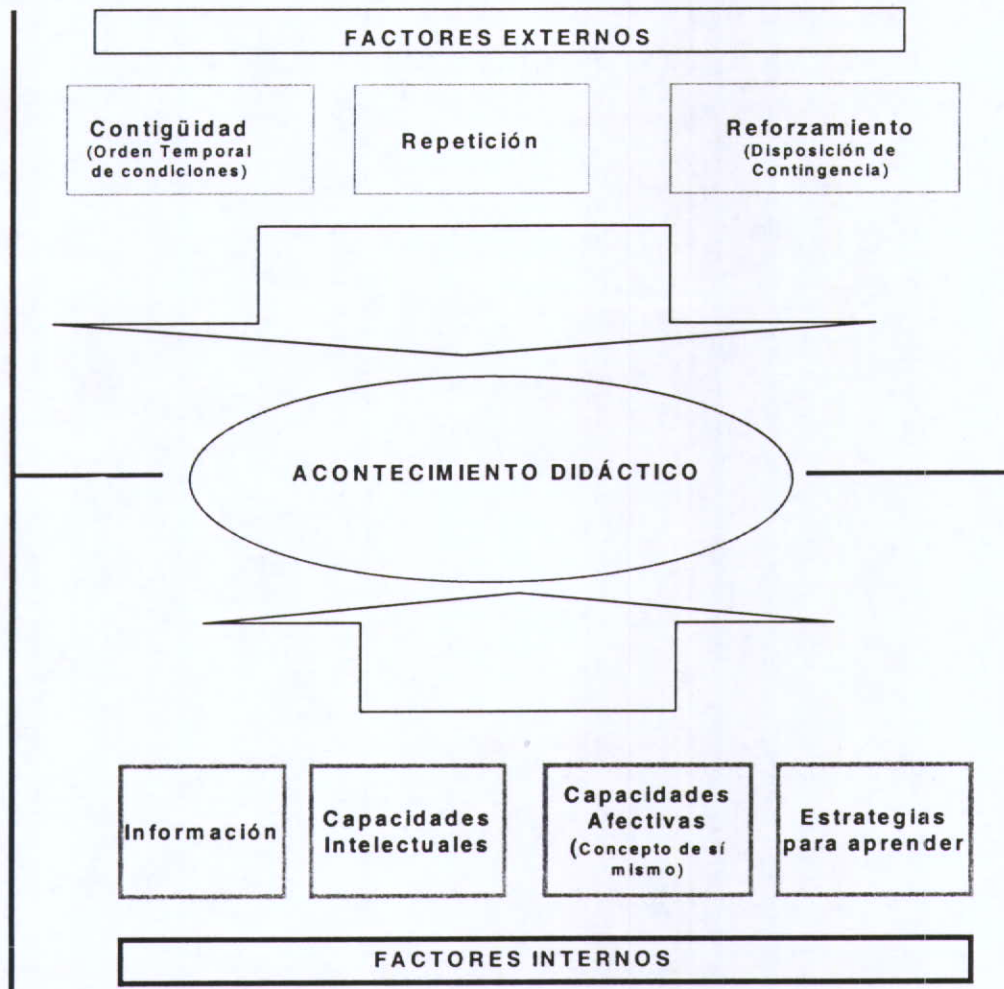 FACTORES EXTERNOS
Contigüidad
(Orden Temporal
de condiciones)
Repetición
Reforzamiento
(Disposición de
Contingencia)
ACONTECIMIENTO DIDÁCTICO
Información
Capacidades
Intelectuales
Capacidades
Afectivas
(Concepto de sí
mismo)
Estrategias
para aprender
FACTORES INTERNOS